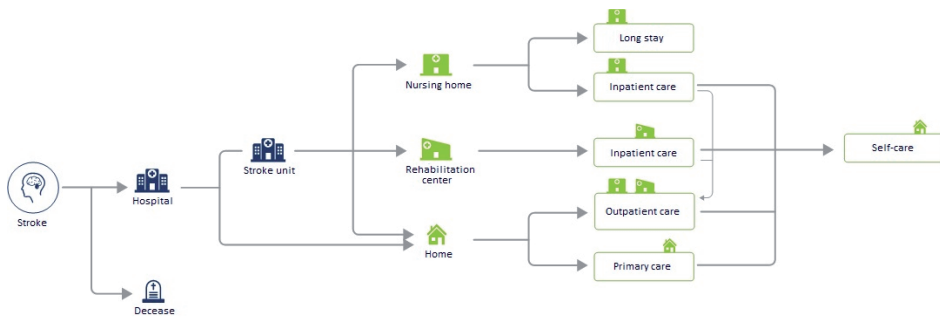 Long stay
Nursing home
Inpatient care
Stroke unit
Rehabilitation
center
Inpatient care
Self-care
Stroke
Hospital
Home
Outpatient care
Primary care
Decease